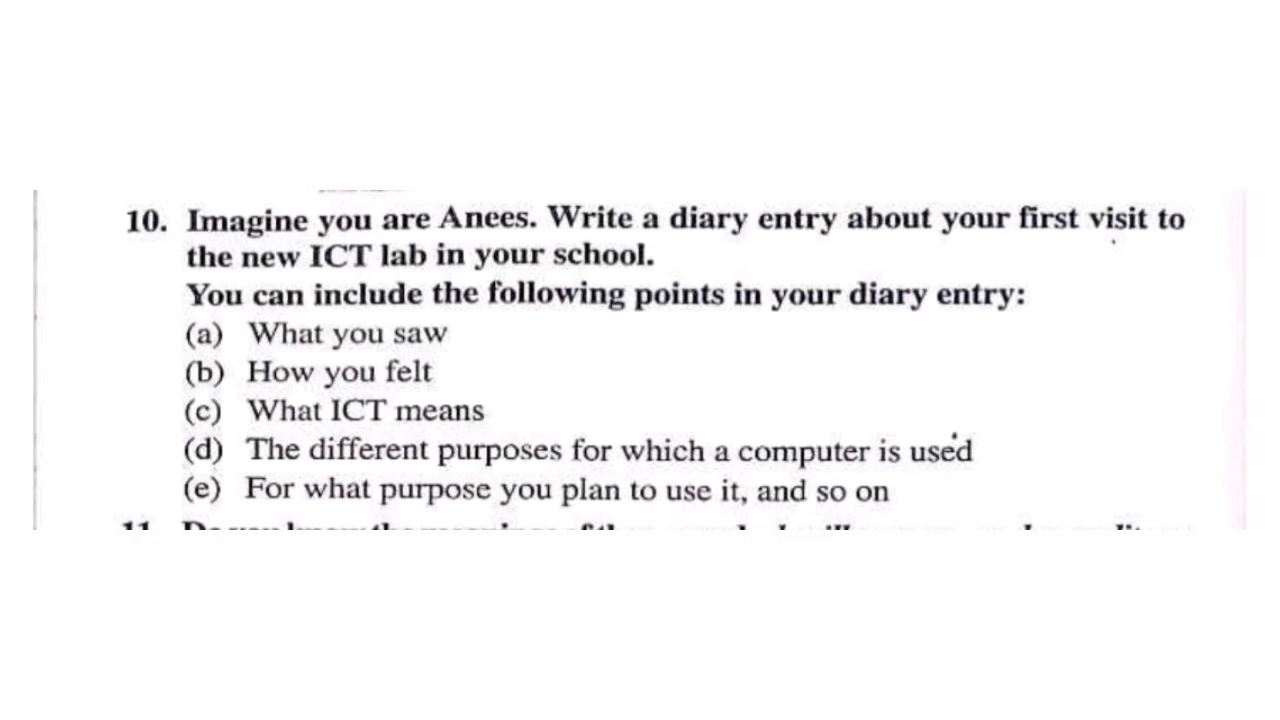 10. Imagine you are Anees. Write a diary entry about your first visit to
the new ICT lab in your school.
You can include the following points in your diary entry:
(a) What you saw
(b) How you felt
(c) What ICT means
(d) The different purposes for which a computer is used
(e) For what purpose you plan to use it, and so on
11